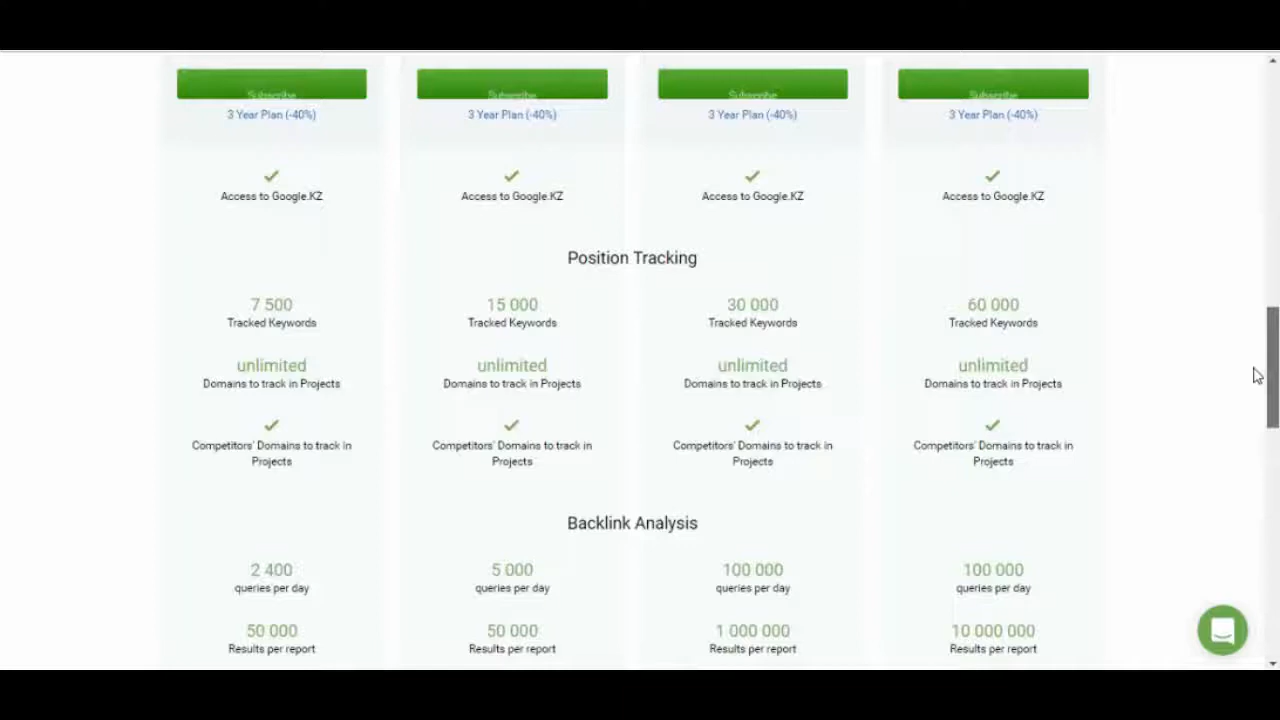 Subscribe Subscribe Subscribe Subscribe
3 Year Plan (-40%) 3 Year Plan (-40%) 3 Year Plan (-40%) 3 Year Plan (-40%)
Access to Google.KZ Access to Google.KZ Access to Google.KZ Access to Google.KZ
Position Tracking
7 500 15 000 30 000 60 000
Tracked Keywords Tracked Keywords Tracked Keywords Tracked Keywords
unlimited unlimited unlimited unlimited
Domains to track in Projects Domains to track in Projects Domains to track in Projects Domains to track in Projects
Competitors' Domains to track in Competitors' Domains to track in Competitors' Domains to track in Competitors' Domains to track in
Projects Projects Projects Projects
Backlink Analysis
2 400 5 000 100 000 100 000
queries per day queries per day queries per day queries per day
50 000 50 000 1 000 000 10 000 000
Results per report Results per report Results per report Results per report